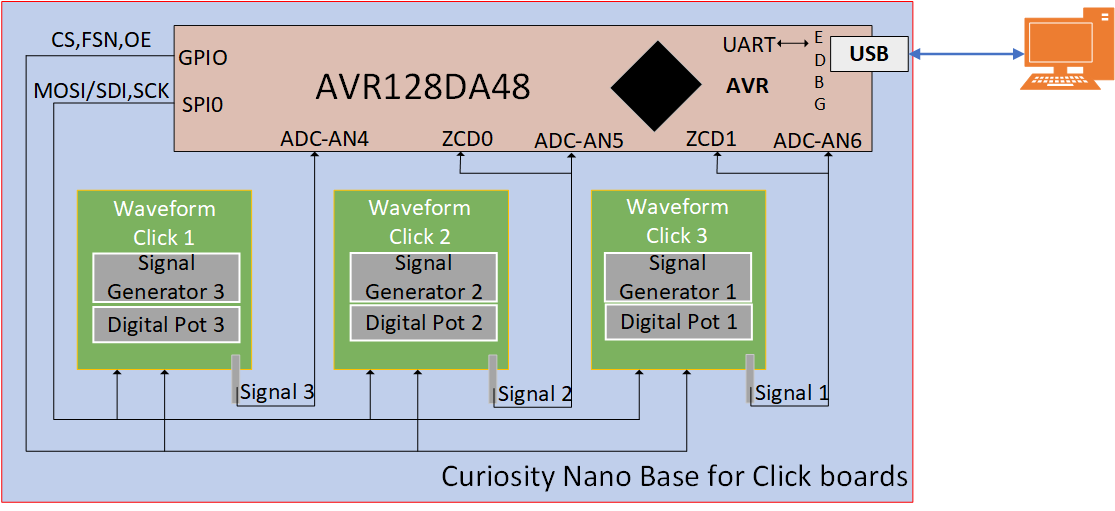 CS,FSN,OE
GPIO
MOSI/SDI,SCK
SPI0
AVR128DA48
UART
AVR
E
D
B
G
USB
ADC-AN4
ZCD0
ADC-AN5
ZCD1
ADC-AN6
Waveform
Click 1
Signal
Generator 3
Digital Pot 3
Signal 3
Waveform
Click 2
Signal
Generator 2
Digital Pot 2
Signal 2
Waveform
Click 3
Signal
Generator 1
Digital Pot 1
Signal 1
Curiosity Nano Base for Click boards